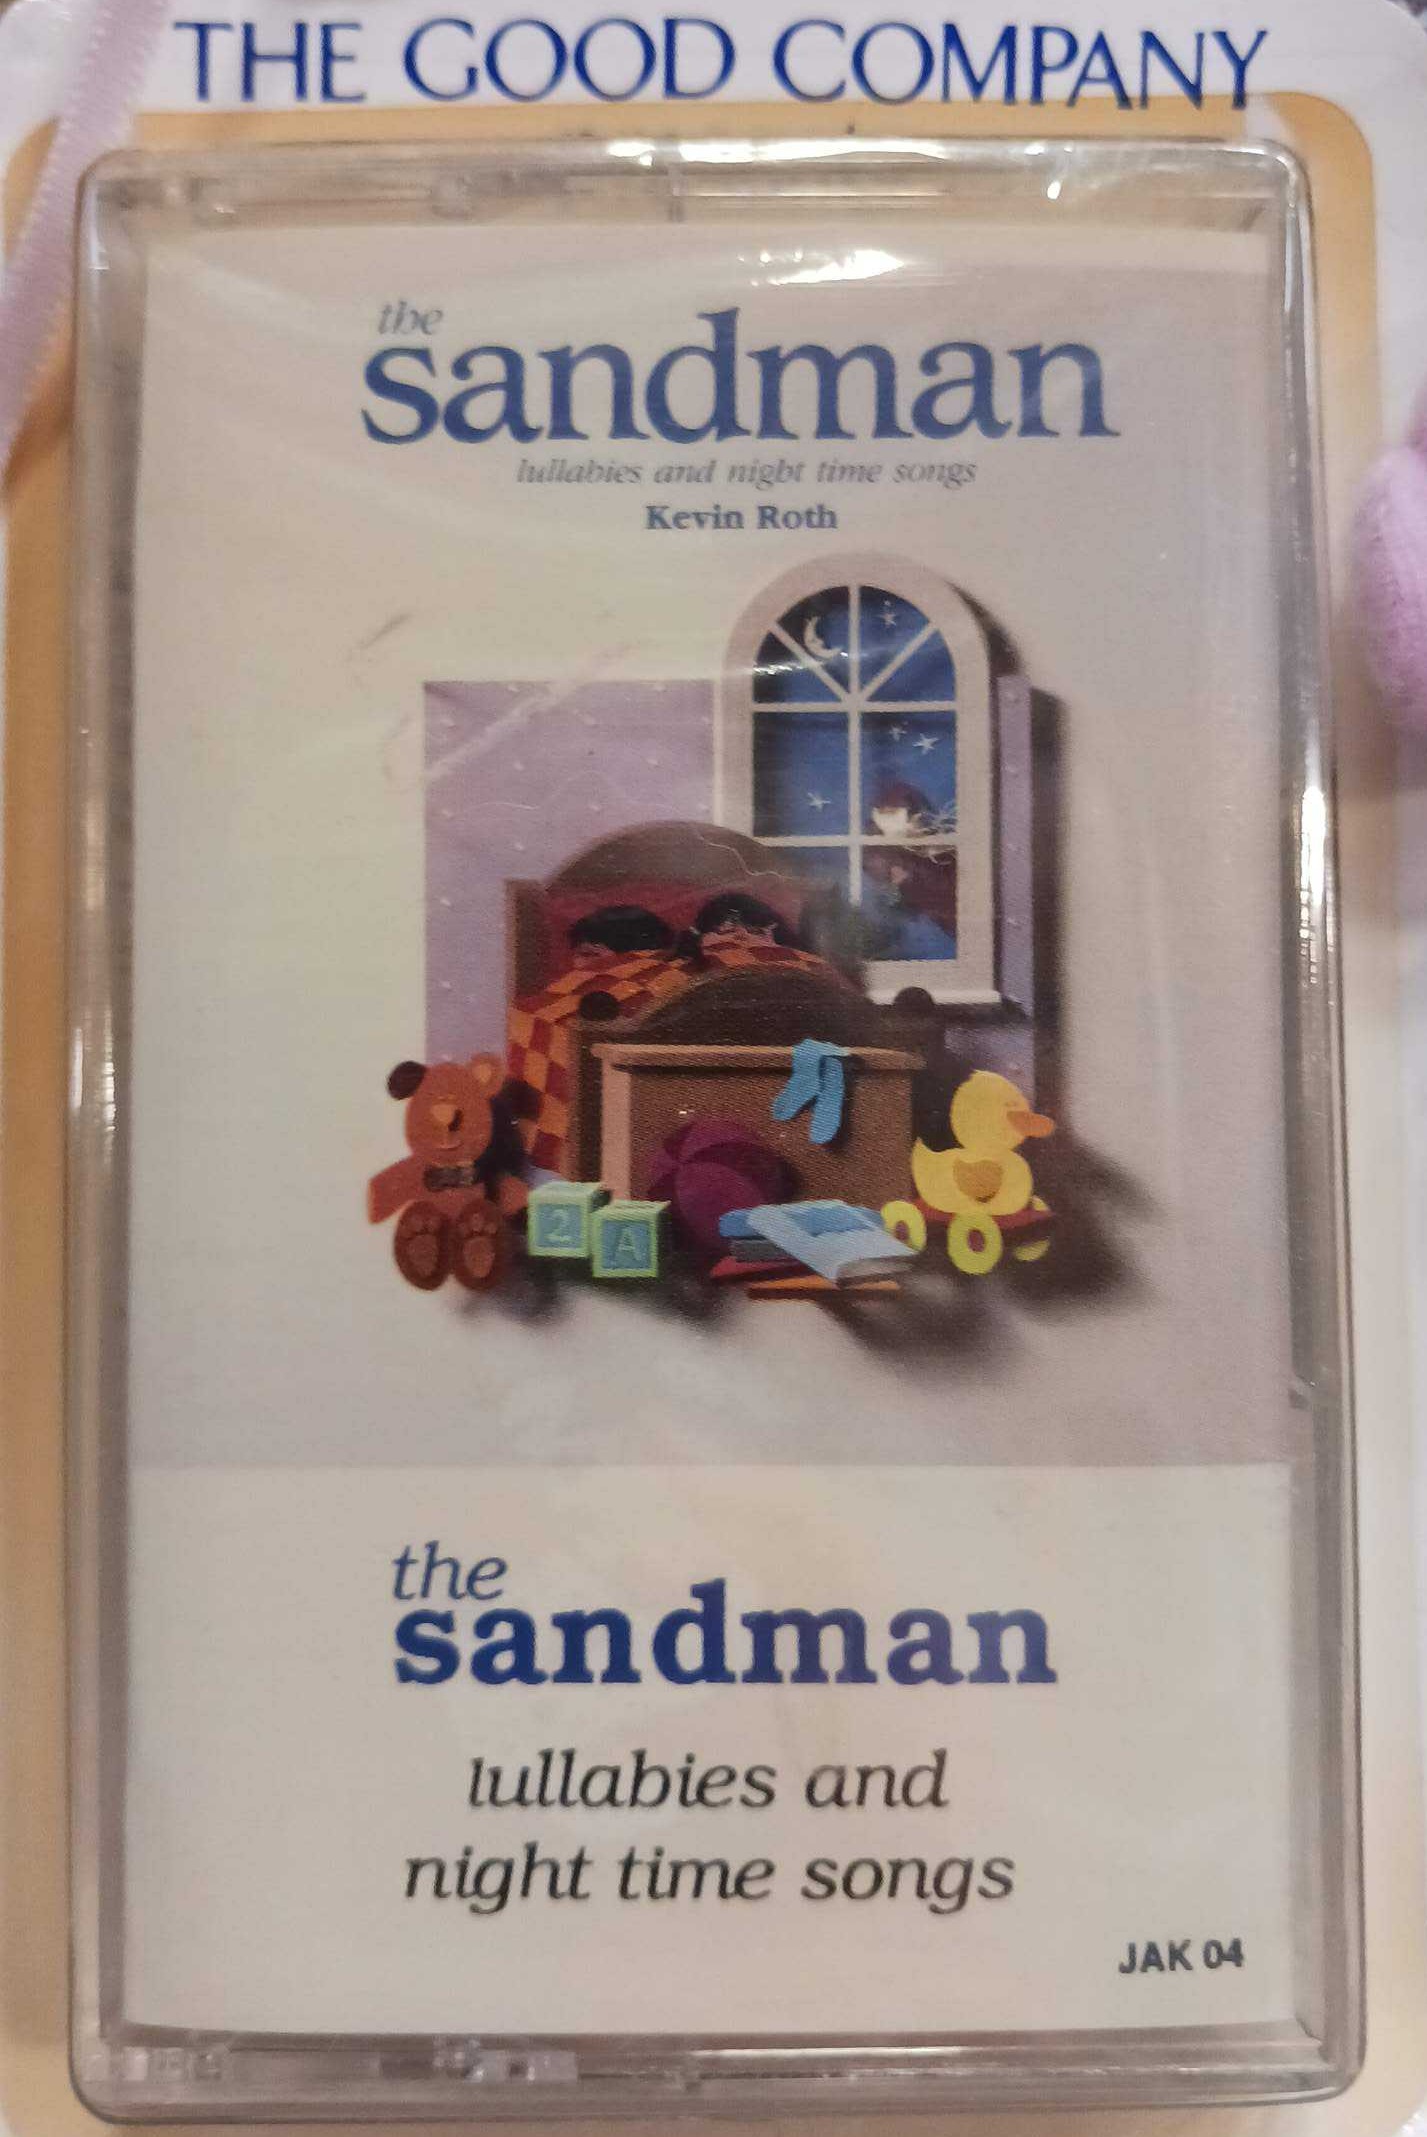 THE GOOD COMPANY
the
sandman
lullabies and night time songs
Kevin Roth
2
A
the
sandman
lullabies and
night time songs
JAK 04